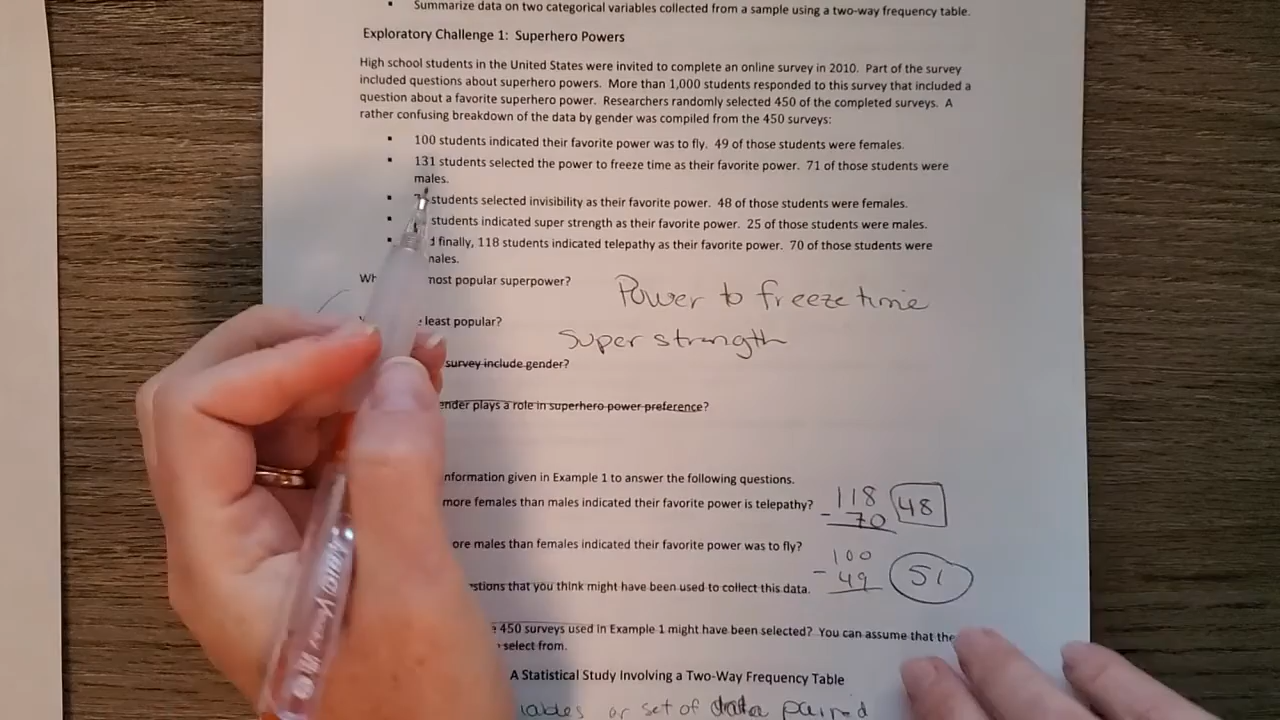 Summarize data on two categorical variables collected from a sample using a two-way frequency table.
Exploratory Challenge 1: Superhero Powers
High school students in the United States were invited to complete an online survey in 2010. Part of the survey
included questions about superhero powers. More than 1,000 students responded to this survey that included a
question about a favorite superhero power. Researchers randomly selected 450 of the completed surveys. A
rather confusing breakdown of the data by gender was compiled from the 450 surveys:
100 students indicated their favorite power was to fly. 49 of those students were females.
131 students selected the power to freeze time as their favorite power. 71 of those students were
males.
students selected invisibility as their favorite power. 48 of those students were females.
students indicated super strength as their favorite power. 25 of those students were males.
finally, 118 students indicated telepathy as their favorite power. 70 of those students were
most popular superpower?
Power to freeze time
least popular?
Super strength
survey include gender?
plays a role in superhero power preference?
given in Example 1 to answer the following questions.
more females than males indicated their favorite power is telepathy?
118
- 70
48
males than females indicated their favorite power was to fly?
100
- 49
51
that you think might have been used to collect this data.
450 surveys used in Example 1 might have been selected? You can assume that the
select from.
A Statistical Study Involving a Two-Way Frequency Table
or set of data paired